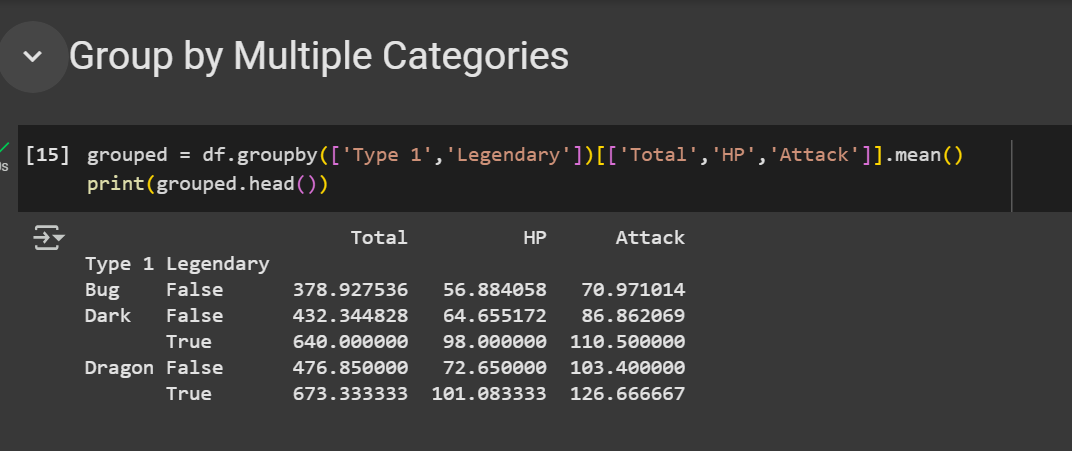 Group by Multiple Categories
[15] grouped = df.groupby(['Type 1','Legendary'])[['Total','HP','Attack']].mean()
print(grouped.head())
Total HP Attack
Type 1 Legendary
Bug False 378.927536 56.884058 70.971014
Dark False 432.344828 64.655172 86.862069
True 640.000000 98.000000 110.500000
Dragon False 476.850000 72.650000 103.400000
True 673.333333 101.083333 126.666667